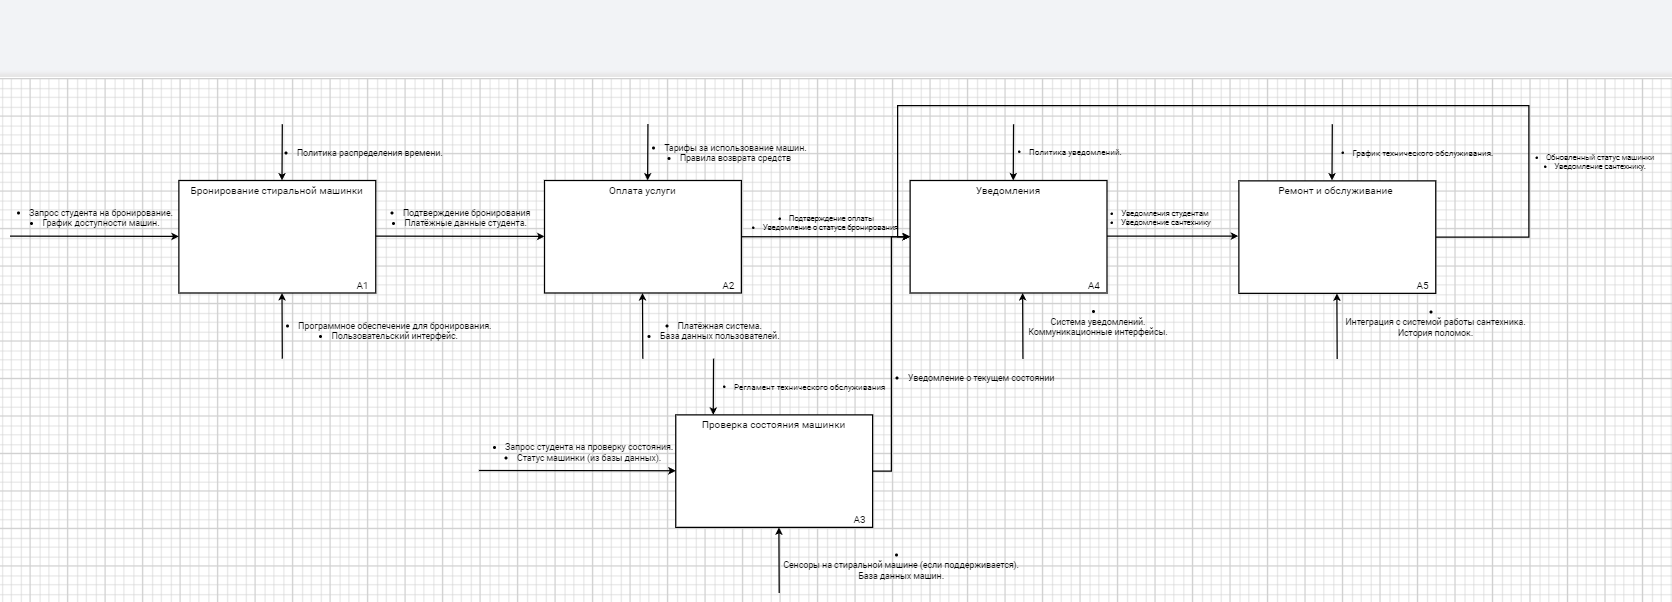 Политика распределения времени.
Тарифы за использование машин.
Правила возврата средств
Политика уведомлений.
График технического обслуживания.
Обновленный статус машинки
Уведомление сантехнику.
Бронирование стиральной машинки
Оплата услуги
Уведомления
Ремонт и обслуживание
Запрос студента на бронирование.
График доступности машин.
Подтверждение бронирования
Платёжные данные студента.
Подтверждение оплаты
Уведомление о статусе бронирования
Уведомления студентам
Уведомление сантехнику
A1
A2
A4
A5
Программное обеспечение для бронирования.
Пользовательский интерфейс.
Платёжная система.
База данных пользователей.
Система уведомлений.
Коммуникационные интерфейсы.
Интеграция с системой работы сантехника.
История поломок.
Регламент технического обслуживания
Уведомление о текущем состоянии
Проверка состояния машинки
Запрос студента на проверку состояния.
Статус машинки (из базы данных).
A3
Сенсоры на стиральной машине (если поддерживается).
База данных машин.